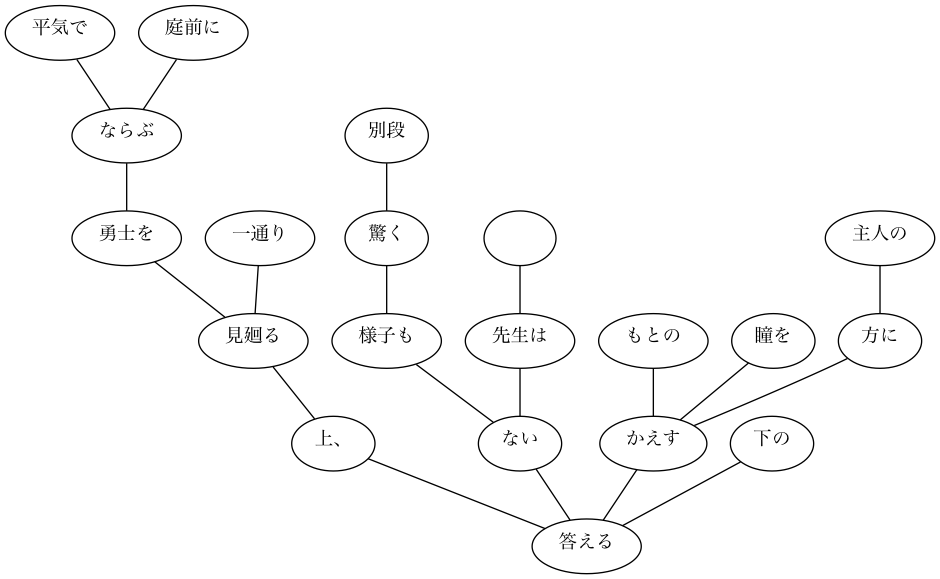 平気で 庭前に
ならぶ 別段
勇士を 一通り 驚く 主人の
見廻る 様子も 先生は もとの 瞳を 方に
上、 ない かえす 下の
答える